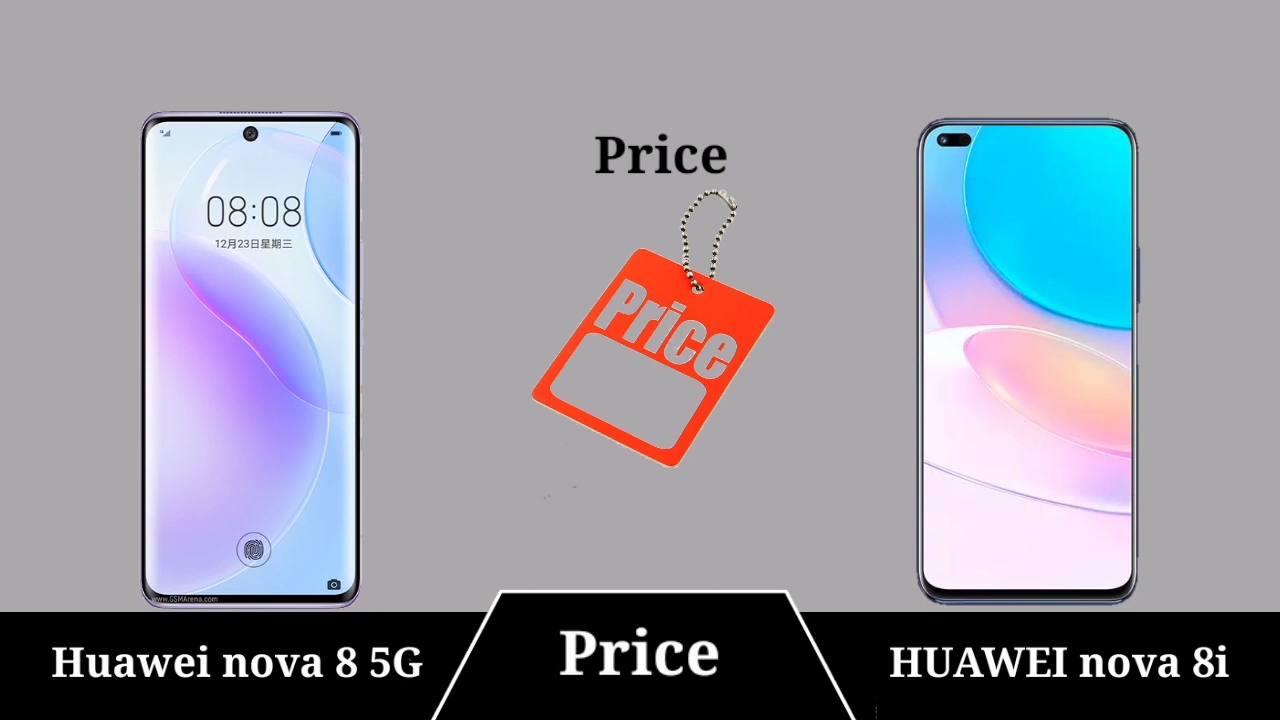 Price
08:08
12月23日星期三
Price
www.GSMArena.com
Huawei nova 8 5G
Price
HUAWEI nova 8i